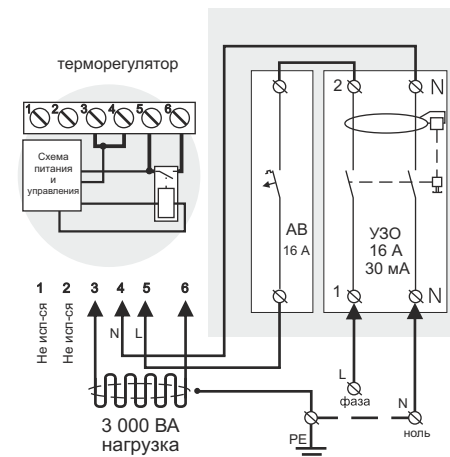 терморегулятор
1 2 3 4 5 6
Схема
питания
и
управления
2 N
АВ
16 А
УЗО
16 А
30 мА
1 N
1 2 3 4 5 6
Не исп-ся
Не исп-ся
N L
L
фаза
N
ноль
PE
3 000 ВА
нагрузка